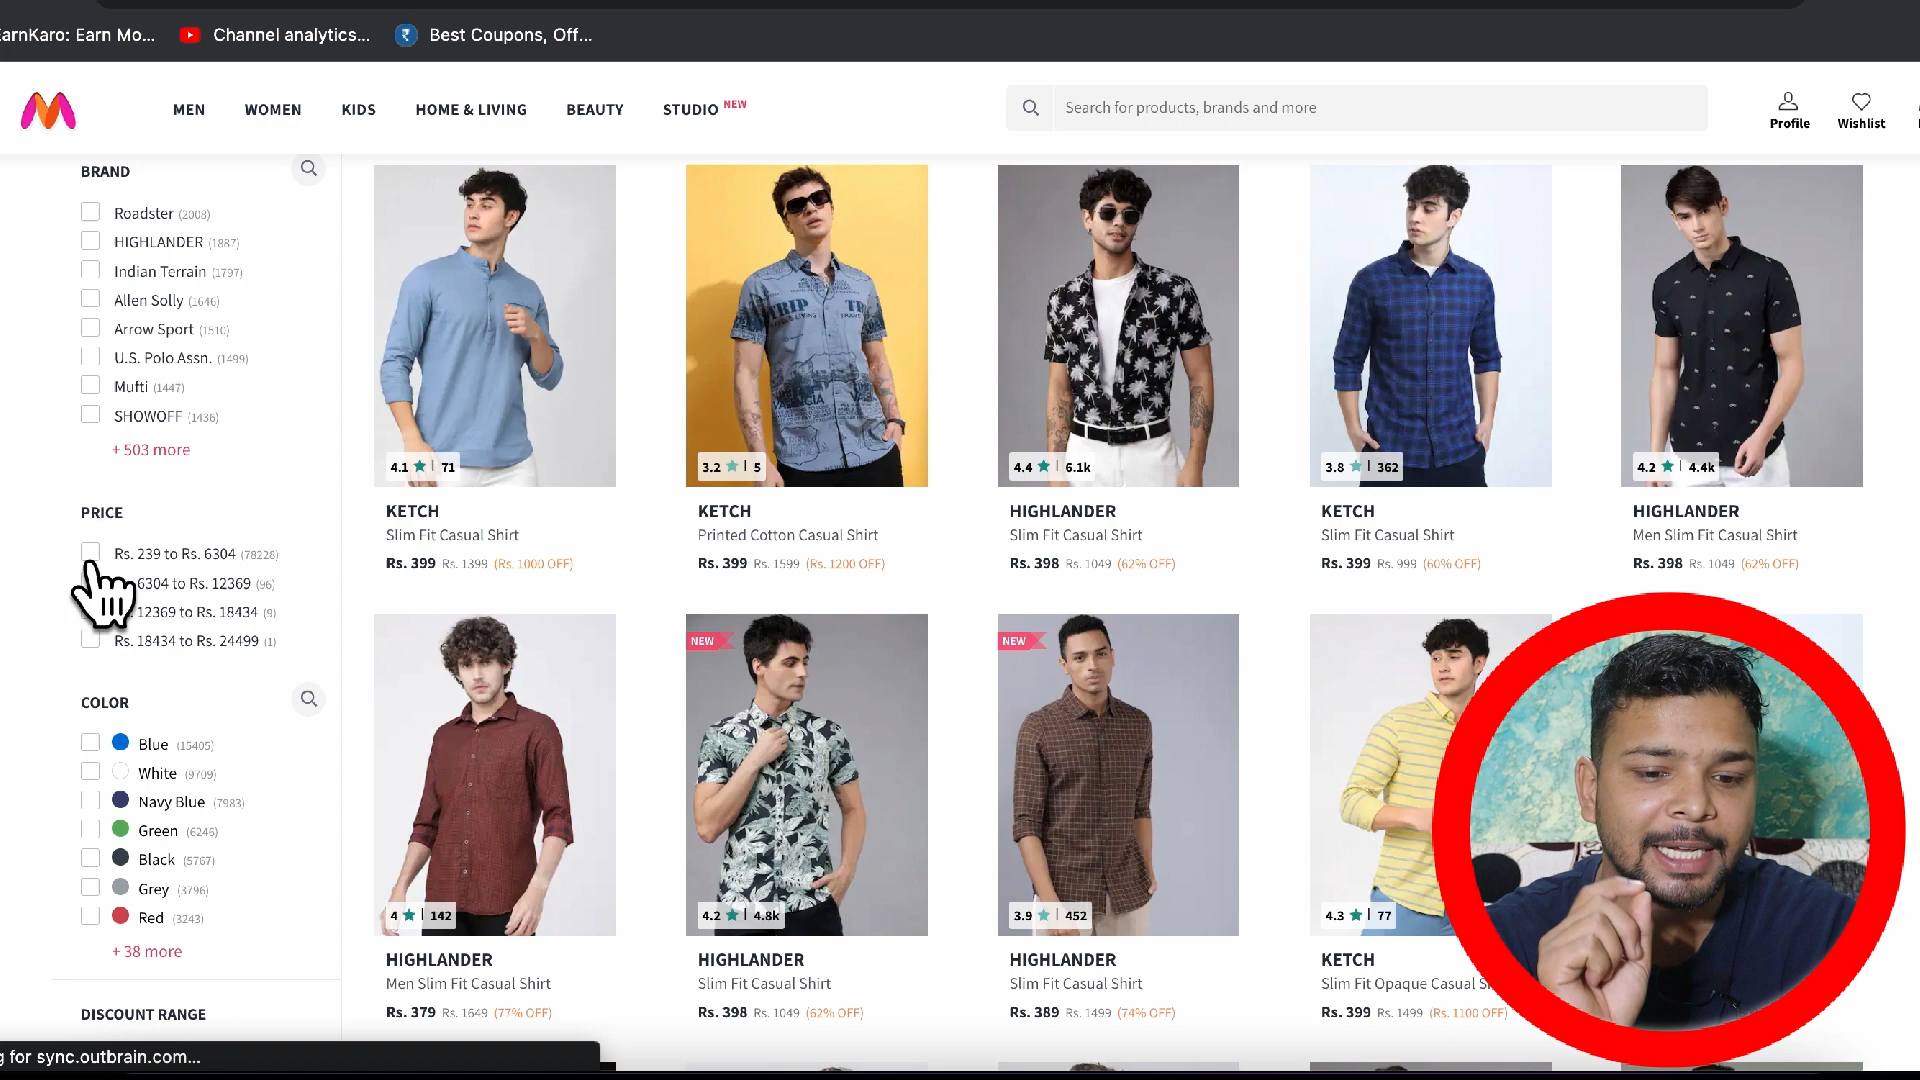 EarnKaro: Earn Mo... Channel analytics... ₹ Best Coupons, Off...
MEN WOMEN KIDS HOME & LIVING BEAUTY STUDIO NEW Search for products, brands and more Profile Wishlist
BRAND
Roadster (2008)
HIGHLANDER (1887)
Indian Terrain (1797)
Allen Solly (1646)
Arrow Sport (1510)
U.S. Polo Assn. (1499)
Mufti (1447)
SHOWOFF (1436)
+ 503 more
PRICE
Rs. 239 to Rs. 6304 (78228)
6304 to Rs. 12369 (96)
12369 to Rs. 18434 (9)
Rs. 18434 to Rs. 24499 (1)
COLOR
Blue (15405)
White (9709)
Navy Blue (7983)
Green (6246)
Black (5767)
Grey (3796)
Red (3243)
+ 38 more
DISCOUNT RANGE
4.1 ★ | 71
KETCH
Slim Fit Casual Shirt
Rs. 399 Rs. 1399 (Rs. 1000 OFF)
TRIP
3.2 ★ | 5
KETCH
Printed Cotton Casual Shirt
Rs. 399 Rs. 1599 (Rs. 1200 OFF)
4.4 ★ | 6.1k
HIGHLANDER
Slim Fit Casual Shirt
Rs. 398 Rs. 1049 (62% OFF)
3.8 ★ | 362
KETCH
Slim Fit Casual Shirt
Rs. 399 Rs. 999 (60% OFF)
4.2 ★ | 4.4k
HIGHLANDER
Men Slim Fit Casual Shirt
Rs. 398 Rs. 1049 (62% OFF)
4 ★ | 142
HIGHLANDER
Men Slim Fit Casual Shirt
Rs. 379 Rs. 1649 (77% OFF)
NEW
4.2 ★ | 4.8k
HIGHLANDER
Slim Fit Casual Shirt
Rs. 398 Rs. 1049 (62% OFF)
NEW
3.9 ★ | 452
HIGHLANDER
Slim Fit Casual Shirt
Rs. 389 Rs. 1499 (74% OFF)
4.3 ★ | 77
KETCH
Slim Fit Opaque Casual S
Rs. 399 Rs. 1499 (Rs. 1100 OFF)
g for sync.outbrain.com...